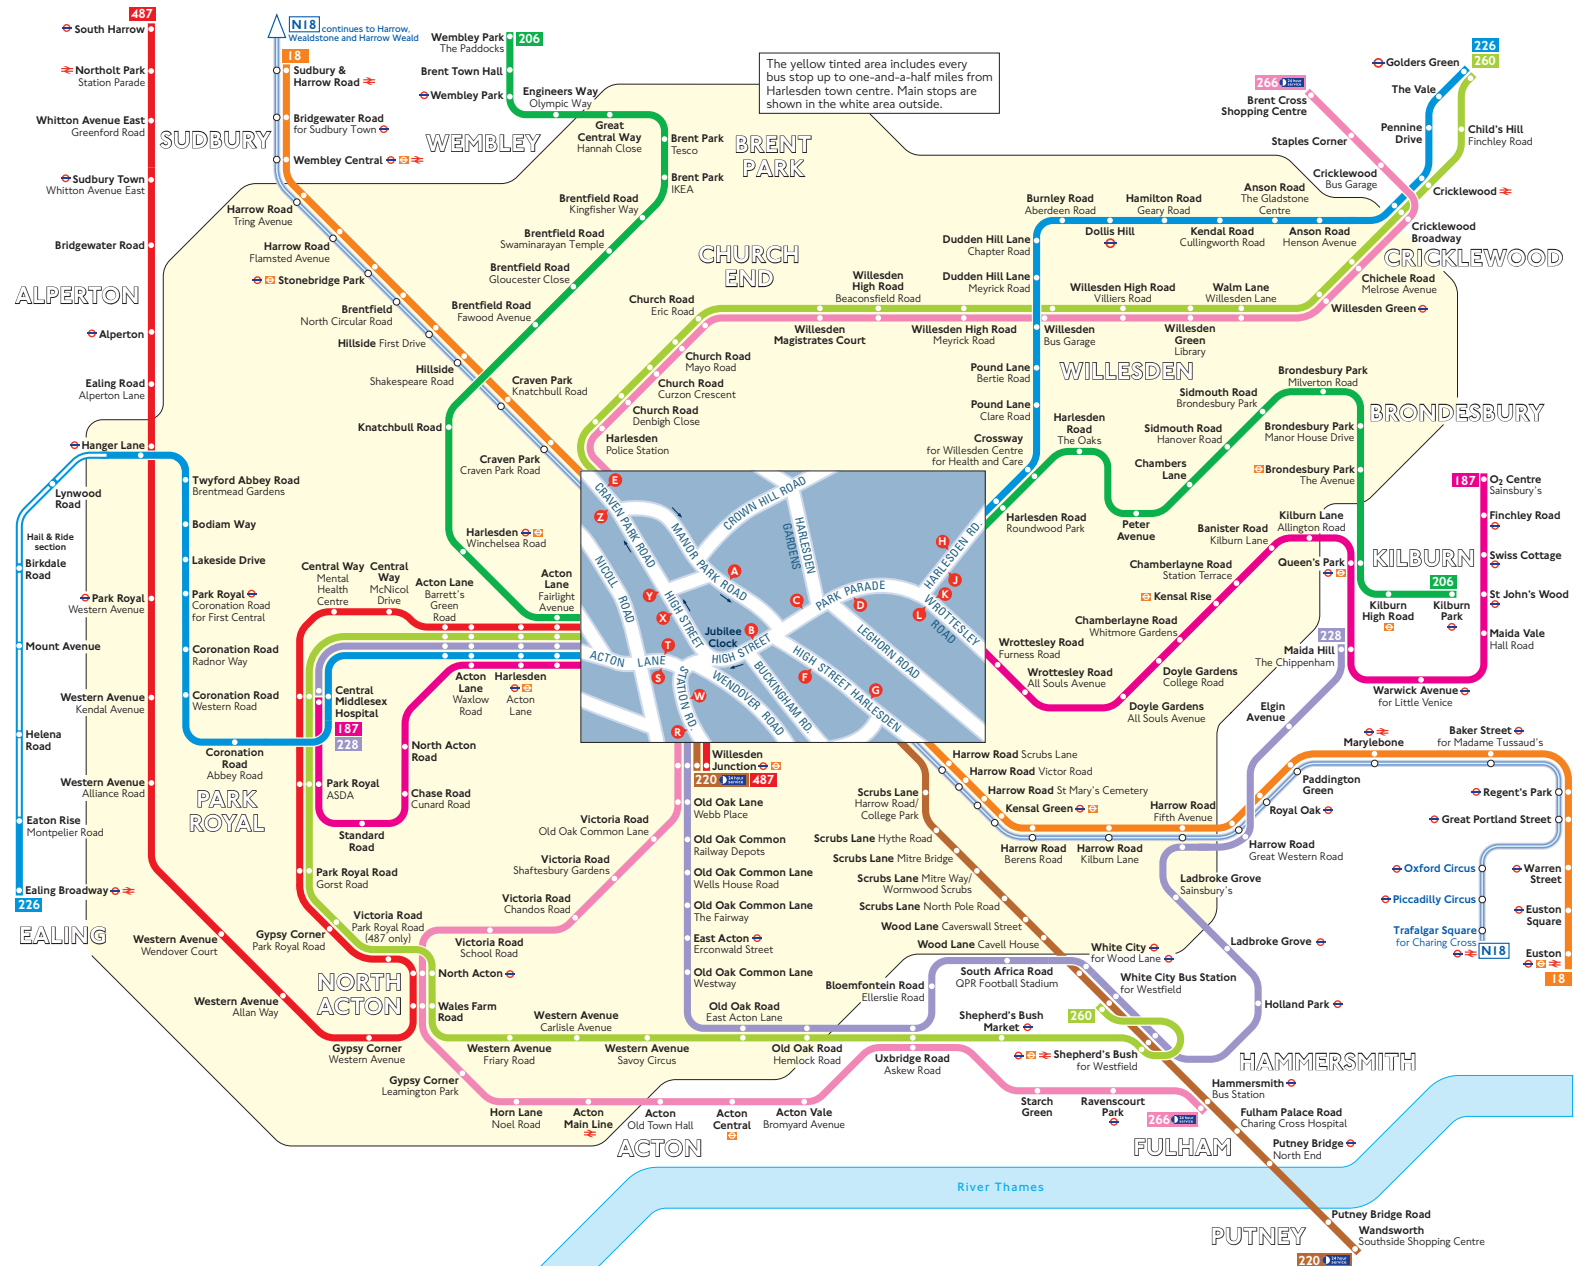 487
South Harrow
Northolt Park
Station Parade
Whitton Avenue East
Greenford Road
Sudbury Town
Whitton Avenue East
Bridgewater Road
ALPERTON
Alperton
Ealing Road
Alperton Lane
Hanger Lane
Lynwood
Road
Hail & Ride
section
Birkdale
Road
Park Royal
Western Avenue
Mount Avenue
Western Avenue
Kendal Avenue
Helena
Road
Western Avenue
Alliance Road
Eaton Rise
Montpelier Road
Ealing Broadway
226
EALING
Western Avenue
Wendover Court
Western Avenue
Allan Way
N18
continues to Harrow,
Wealdstone and Harrow Weald
18
Sudbury &
Harrow Road
Bridgewater Road
for Sudbury Town
SUDBURY
Wembley Central
Harrow Road
Tring Avenue
Harrow Road
Flamsted Avenue
Stonebridge Park
Brentfield
North Circular Road
Hillside First Drive
Hillside
Shakespeare Road
Craven Park
Knatchbull Road
Craven Park
Craven Park Road
Wembley Park
The Paddocks
206
Brent Town Hall
Wembley Park
Engineers Way
Olympic Way
WEMBLEY
Great
Central Way
Hannah Close
Brent Park
Tesco
BRENT
PARK
Brent Park
IKEA
Brentfield Road
Kingfisher Way
Brentfield Road
Swaminarayan Temple
Brentfield Road
Gloucester Close
Brentfield Road
Fawood Avenue
Knatchbull Road
Harlesden
Winchelsea Road
Acton
Lane
Fairlight
Avenue
The yellow tinted area includes every
bus stop up to one-and-a-half miles from
Harlesden town centre. Main stops are
shown in the white area outside.
226
260
Golders Green
266
24 hour
service
Brent Cross
Shopping Centre
The Vale
Pennine
Drive
Child's Hill
Finchley Road
Staples Corner
Cricklewood
Bus Garage
Cricklewood
Cricklewood
Broadway
CRICKLEWOOD
Anson Road
The Gladstone
Centre
Burnley Road
Aberdeen Road
Hamilton Road
Geary Road
Dollis Hill
Kendal Road
Cullingworth Road
Anson Road
Henson Avenue
Dudden Hill Lane
Chapter Road
Dudden Hill Lane
Meyrick Road
Chichele Road
Melrose Avenue
Willesden Green
CHURCH
END
Church Road
Eric Road
Willesden
High Road
Beaconsfield Road
Willesden High Road
Villiers Road
Walm Lane
Willesden Lane
Willesden
Magistrates Court
Willesden High Road
Meyrick Road
Willesden
Bus Garage
Willesden
Green
Library
WILLESDEN
Church Road
Mayo Road
Church Road
Curzon Crescent
Church Road
Denbigh Close
Harlesden
Police Station
Pound Lane
Bertie Road
Pound Lane
Clare Road
Crossway
for Willesden Centre
for Health and Care
Harlesden
Road
The Oaks
Harlesden Road
Roundwood Park
Peter
Avenue
Chambers
Lane
Sidmouth Road
Hanover Road
Sidmouth Road
Brondesbury Park
Brondesbury Park
Milverton Road
BRONDESBURY
Brondesbury Park
Manor House Drive
Brondesbury Park
The Avenue
187
O2 Centre
Sainsbury's
Finchley Road
Swiss Cottage
St John's Wood
Maida Vale
Hall Road
Warwick Avenue
for Little Venice
KILBURN
206
Kilburn
High Road
Kilburn
Park
Kilburn Lane
Allington Road
Banister Road
Kilburn Lane
Queen's Park
Chamberlayne Road
Station Terrace
Kensal Rise
Chamberlayne Road
Whitmore Gardens
Doyle Gardens
College Road
Doyle Gardens
All Souls Avenue
Wrottesley Road
Furness Road
Wrottesley Road
All Souls Avenue
228
Maida Hill
The Chippenham
Elgin
Avenue
Twyford Abbey Road
Brentmead Gardens
Bodiam Way
Lakeside Drive
Park Royal
Coronation Road
for First Central
Coronation Road
Radnor Way
Coronation Road
Western Road
Coronation
Road
Abbey Road
PARK
ROYAL
Central Way
Mental
Health
Centre
Central
Way
McNicol
Drive
Acton Lane
Barrett's
Green
Road
Central
Middlesex
Hospital
187
228
Acton
Lane
Waxlow
Road
Harlesden
Acton
Lane
North Acton
Road
Chase Road
Cunard Road
Park Royal
ASDA
Standard
Road
Park Royal Road
Gorst Road
Victoria Road
Park Royal Road
(487 only)
Gypsy Corner
Park Royal Road
NORTH
ACTON
North Acton
Wales Farm
Road
Gypsy Corner
Western Avenue
Gypsy Corner
Leamington Park
E
Z
Y
X
T
S
W
R
A
B
C
D
F
G
H
J
K
L
CRAVEN PARK ROAD
MANOR PARK ROAD
CROWN HILL ROAD
HARLESDEN
GARDENS
NICOLL ROAD
HIGH STREET
PARK PARADE
HARLESDEN RD.
WROTTESLEY
ROAD
LEGHORN ROAD
Jubilee
Clock
HIGH STREET
ACTON LANE
STATION RD.
WENDOVER ROAD
BUCKINGHAM RD.
HIGH STREET HARLESDEN
Willesden
Junction
220
24 hour
service
487
Old Oak Lane
Webb Place
Old Oak Common
Railway Depots
Old Oak Common Lane
Wells House Road
Old Oak Common Lane
The Fairway
East Acton
Erconwald Street
Old Oak Common Lane
Westway
Old Oak Road
East Acton Lane
Victoria Road
Old Oak Common Lane
Victoria Road
Shaftesbury Gardens
Victoria Road
Chandos Road
Victoria Road
School Road
Western Avenue
Friary Road
Western Avenue
Carlisle Avenue
Western Avenue
Savoy Circus
Old Oak Road
Hemlock Road
Horn Lane
Noel Road
Acton
Main Line
Acton
Old Town Hall
Acton
Central
Acton Vale
Bromyard Avenue
ACTON
Uxbridge Road
Askew Road
Starch
Green
Ravenscourt
Park
266
24 hour
service
Harrow Road Scrubs Lane
Harrow Road Victor Road
Harrow Road St Mary's Cemetery
Kensal Green
Harrow Road
Berens Road
Harrow Road
Kilburn Lane
Harrow Road
Fifth Avenue
Harrow Road
Great Western Road
Royal Oak
Paddington
Green
Marylebone
Baker Street
for Madame Tussaud's
Regent's Park
Great Portland Street
Oxford Circus
Warren
Street
Piccadilly Circus
Euston
Square
Trafalgar Square
for Charing Cross
N18
Euston
18
Scrubs Lane
Harrow Road/
College Park
Scrubs Lane Hythe Road
Scrubs Lane Mitre Bridge
Scrubs Lane Mitre Way/
Wormwood Scrubs
Scrubs Lane North Pole Road
Wood Lane Caverswall Street
Wood Lane Cavell House
White City
for Wood Lane
White City Bus Station
for Westfield
South Africa Road
QPR Football Stadium
Bloemfontein Road
Ellerslie Road
Ladbroke Grove
Sainsbury's
Ladbroke Grove
Holland Park
Shepherd's Bush
Market
260
Shepherd's Bush
for Westfield
HAMMERSMITH
Hammersmith
Bus Station
Fulham Palace Road
Charing Cross Hospital
FULHAM
Putney Bridge
North End
River Thames
Putney Bridge Road
PUTNEY
Wandsworth
Southside Shopping Centre
220
24 hour
service